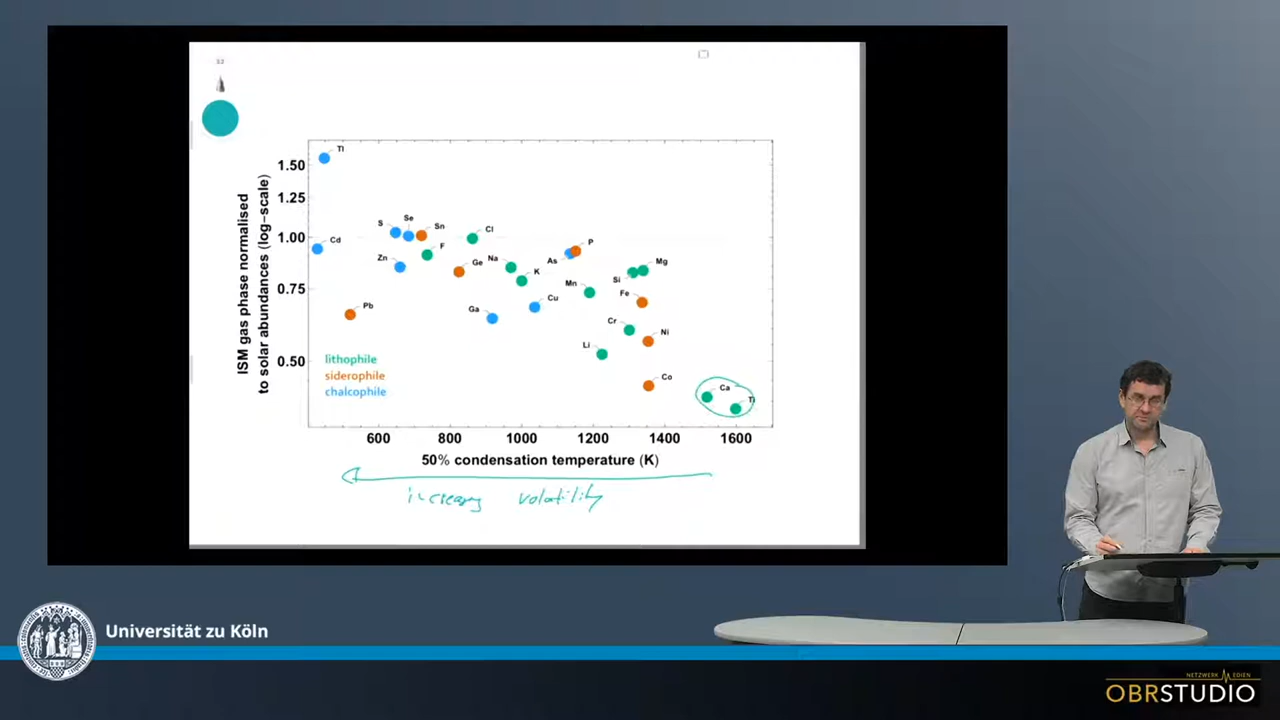 32
Tl
1.50
1.25
1.00
0.75
0.50
ISM gas phase normalised
to solar abundances (log-scale)
Cd
S
Se
Sn
Zn
F
Cl
Ge
Na
K
Ga
Cu
Pb
As
P
Mn
Si
Mg
Fe
Cr
Ni
Li
Co
Ca
Ti
lithophile
siderophile
chalcophile
600 800 1000 1200 1400 1600
50% condensation temperature (K)
increasing volatility
Universität zu Köln
NETZWERK MEDIEN
OBRSTUDIO